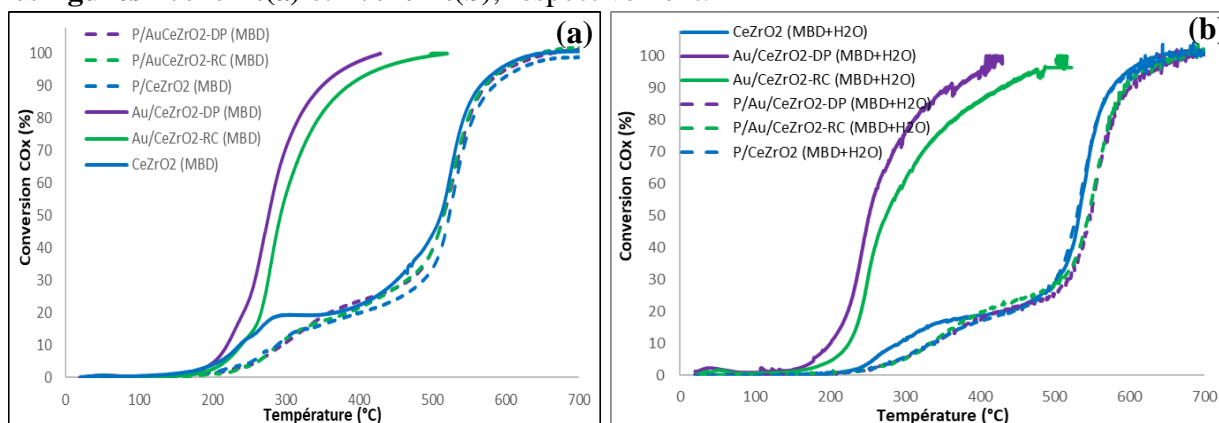 (a)
P/AuCeZrO2-DP (MBD)
P/AuCeZrO2-RC (MBD)
P/CeZrO2 (MBD)
Au/CeZrO2-DP (MBD)
Au/CeZrO2-RC (MBD)
CeZrO2 (MBD)
Conversion COx (%)
100
90
80
70
60
50
40
30
20
10
0
0 100 200 300 400 500 600 700
Température (°C)
(b)
CeZrO2 (MBD+H2O)
Au/CeZrO2-DP (MBD+H2O)
Au/CeZrO2-RC (MBD+H2O)
P/Au/CeZrO2-DP (MBD+H2O)
P/Au/CeZrO2-RC (MBD+H2O)
P/CeZrO2 (MBD+H2O)
Conversion COx (%)
100
90
80
70
60
50
40
30
20
10
0
0 100 200 300 400 500 600 700
Température (°C)